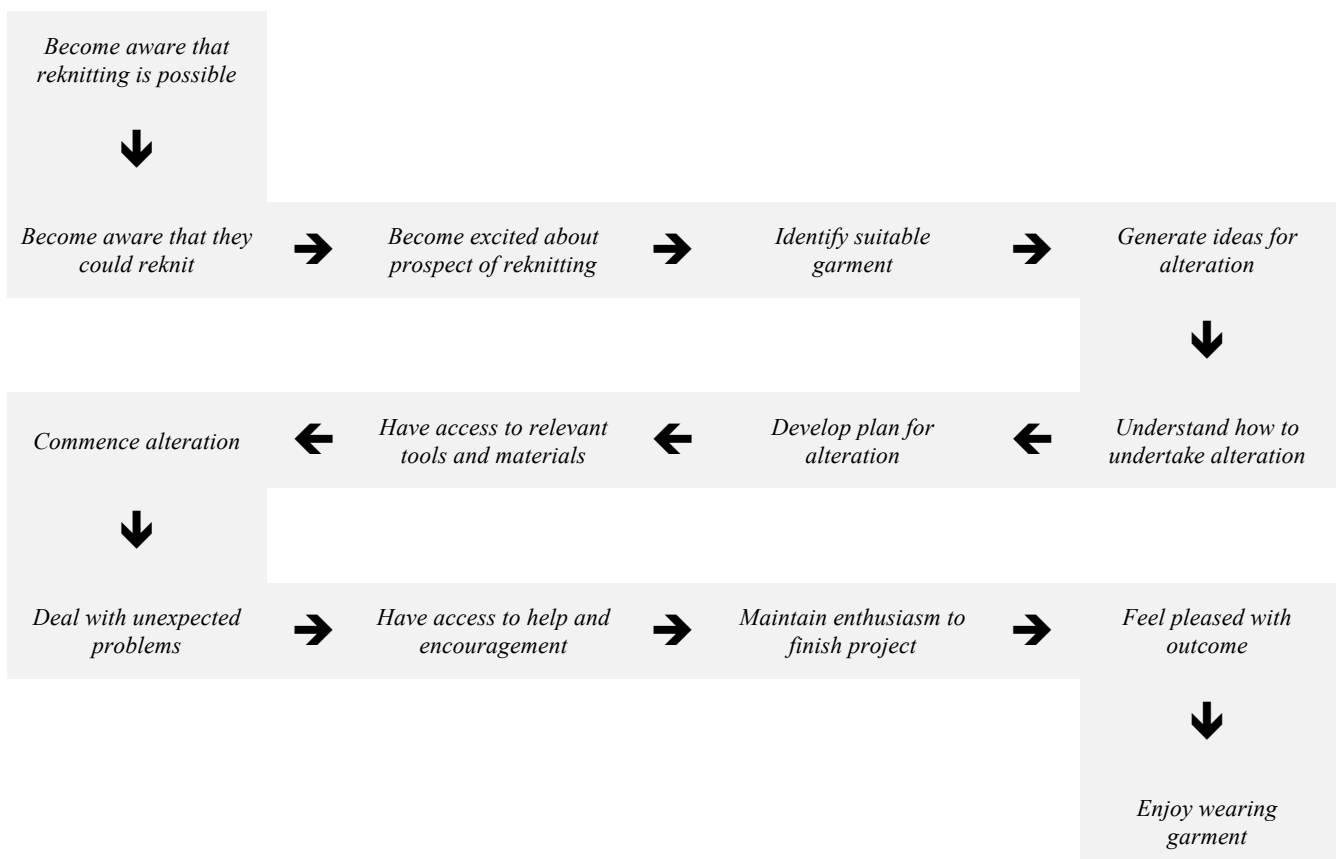 Become aware that
reknitting is possible
Become aware that they
could reknit
Become excited about
prospect of reknitting
Identify suitable
garment
Generate ideas for
alteration
Understand how to
undertake alteration
Develop plan for
alteration
Have access to relevant
tools and materials
Commence alteration
Deal with unexpected
problems
Have access to help and
encouragement
Maintain enthusiasm to
finish project
Feel pleased with
outcome
Enjoy wearing
garment